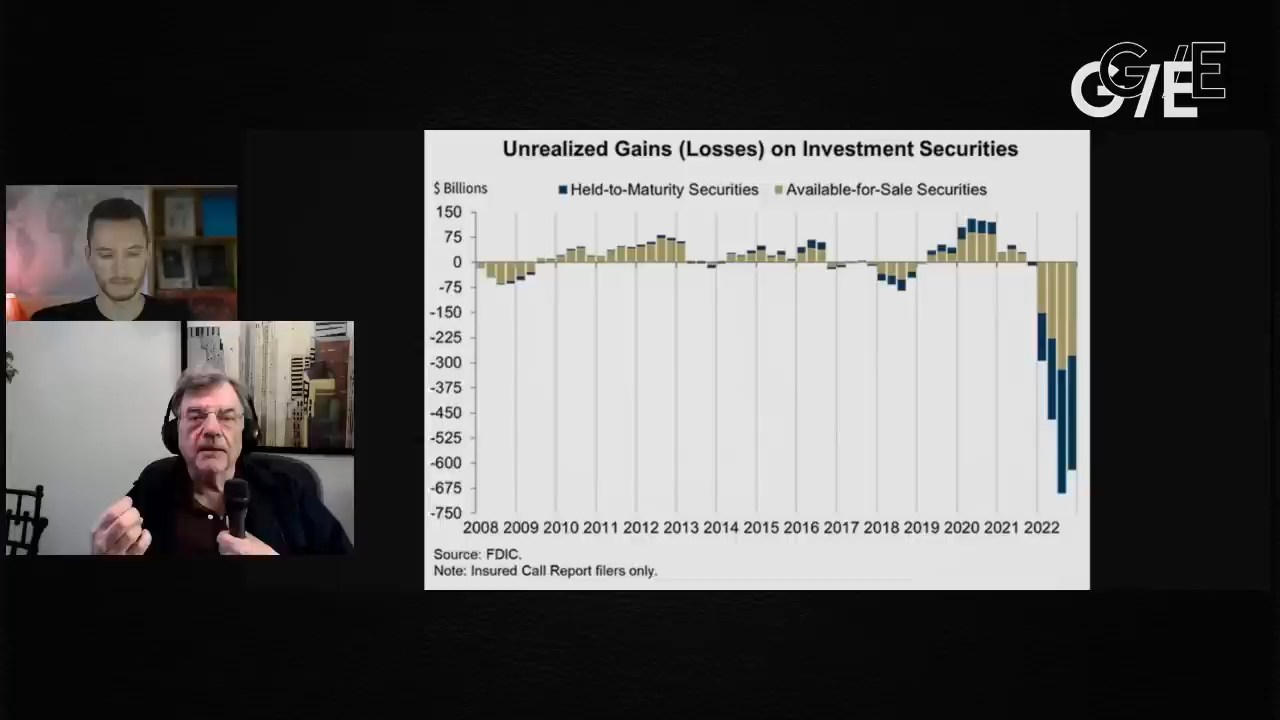 G/E
G/E
Unrealized Gains (Losses) on Investment Securities
$ Billions
Held-to-Maturity Securities
Available-for-Sale Securities
150
75
0
-75
-150
-225
-300
-375
-450
-525
-600
-675
-750
2008 2009 2010 2011 2012 2013 2014 2015 2016 2017 2018 2019 2020 2021 2022
Source: FDIC.
Note: Insured Call Report filers only.